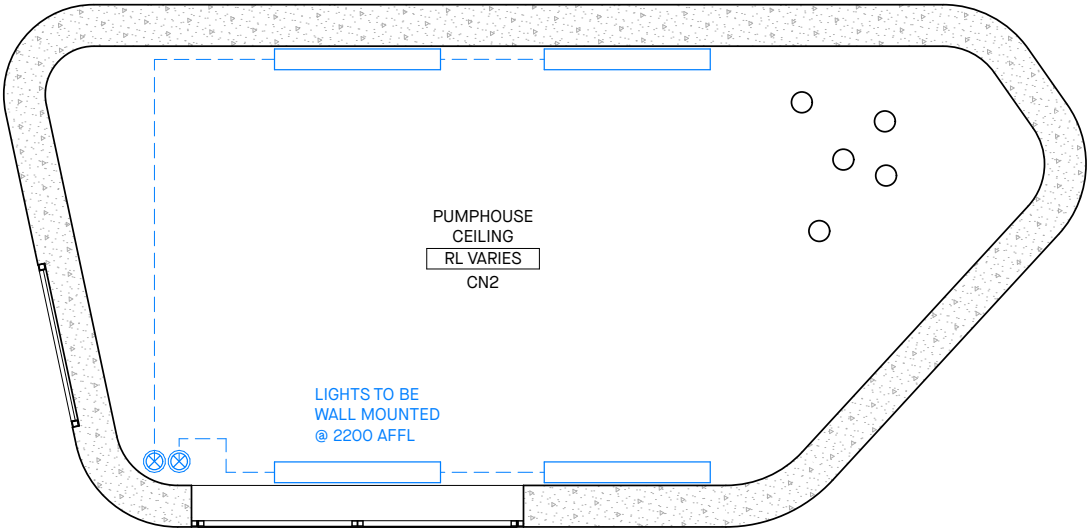 PUMPHOUSE
CEILING
RL VARIES
CN2
LIGHTS TO BE
WALL MOUNTED
@ 2200 AFFL